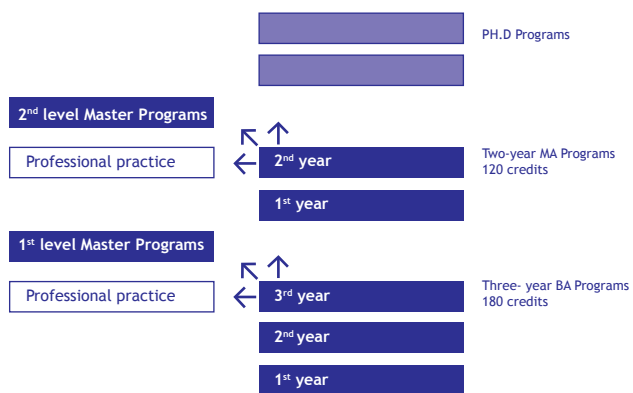 PH.D Programs
2nd level Master Programs
Professional practice
2nd year
Two-year MA Programs
120 credits
1st year
1st level Master Programs
Professional practice
3rd year
Three- year BA Programs
180 credits
2nd year
1st year